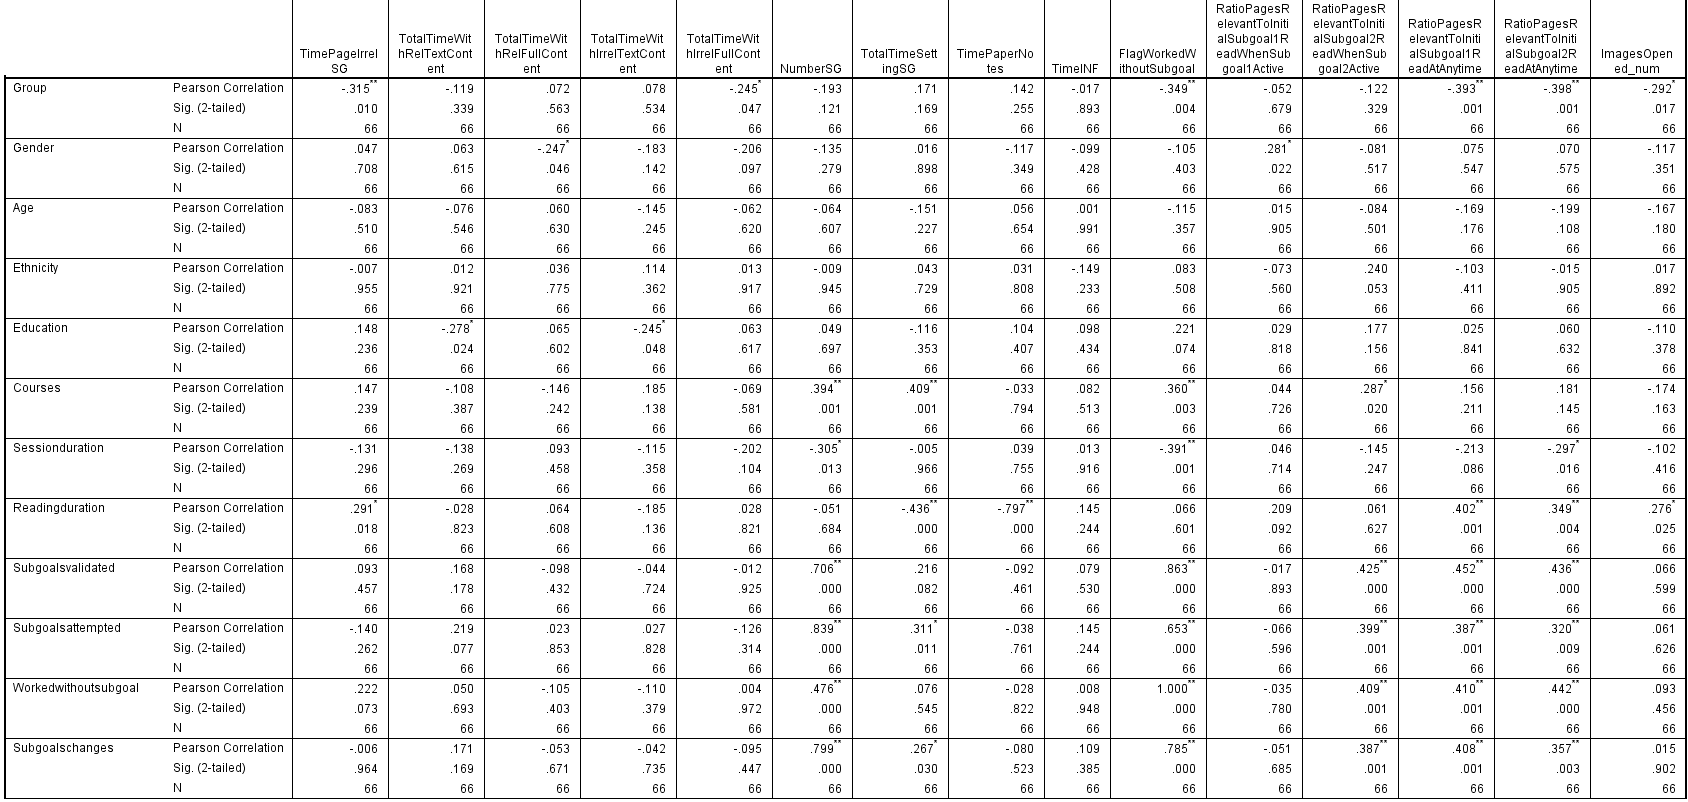 TimePageIrrelSG TotalTimeWithRelTextContent TotalTimeWithRelFullContent TotalTimeWithIrrelTextContent TotalTimeWithIrrelFullContent NumberSG TotalTimeSettingSG TimePaperNotes TimeINF FlagWorkedWithoutSubgoal RatioPagesRelevantToInitialSubgoal1ReadWhenSubgoal1Active RatioPagesRelevantToInitialSubgoal2ReadWhenSubgoal2Active RatioPagesRelevantToInitialSubgoal1ReadAtAnytime RatioPagesRelevantToInitialSubgoal2ReadAtAnytime ImagesOpened_num
Group Pearson Correlation -.315** -.119 .072 .078 -.245* -.193 .171 .142 -.017 -.349** -.052 -.122 -.393** -.398** -.292*
Sig. (2-tailed) .010 .339 .563 .534 .047 .121 .169 .255 .893 .004 .679 .329 .001 .001 .017
N 66 66 66 66 66 66 66 66 66 66 66 66 66 66 66
Gender Pearson Correlation .047 .063 -.247* -.183 -.206 -.135 .016 -.117 -.099 -.105 .281* -.081 .075 .070 -.117
Sig. (2-tailed) .708 .615 .046 .142 .097 .279 .898 .349 .428 .403 .022 .517 .547 .575 .351
N 66 66 66 66 66 66 66 66 66 66 66 66 66 66 66
Age Pearson Correlation -.083 -.076 .060 -.145 -.062 -.064 -.151 .056 .001 -.115 .015 -.084 -.169 -.199 -.167
Sig. (2-tailed) .510 .546 .630 .245 .620 .607 .227 .654 .991 .357 .905 .501 .176 .108 .180
N 66 66 66 66 66 66 66 66 66 66 66 66 66 66 66
Ethnicity Pearson Correlation -.007 .012 .036 .114 .013 -.009 .043 .031 -.149 .083 -.073 .240 -.103 -.015 .017
Sig. (2-tailed) .955 .921 .775 .362 .917 .945 .729 .808 .233 .508 .560 .053 .411 .905 .892
N 66 66 66 66 66 66 66 66 66 66 66 66 66 66 66
Education Pearson Correlation .148 -.278* .065 -.245* .063 .049 -.116 .104 .098 .221 .029 .177 .025 .060 -.110
Sig. (2-tailed) .236 .024 .602 .048 .617 .697 .353 .407 .434 .074 .818 .156 .841 .632 .378
N 66 66 66 66 66 66 66 66 66 66 66 66 66 66 66
Courses Pearson Correlation .147 -.108 -.146 .185 -.069 .394** .409** -.033 .082 .360** .044 .287* .156 .181 -.174
Sig. (2-tailed) .239 .387 .242 .138 .581 .001 .001 .794 .513 .003 .726 .020 .211 .145 .163
N 66 66 66 66 66 66 66 66 66 66 66 66 66 66 66
Sessionduration Pearson Correlation -.131 -.138 .093 -.115 -.202 -.305* -.005 .039 .013 -.391** .046 -.145 -.213 -.297* -.102
Sig. (2-tailed) .296 .269 .458 .358 .104 .013 .966 .755 .916 .001 .714 .247 .086 .016 .416
N 66 66 66 66 66 66 66 66 66 66 66 66 66 66 66
Readingduration Pearson Correlation .291* -.028 .064 -.185 .028 -.051 -.436** -.797** .145 .066 .209 .061 .402** .349** .276*
Sig. (2-tailed) .018 .823 .608 .136 .821 .684 .000 .000 .244 .601 .092 .627 .001 .004 .025
N 66 66 66 66 66 66 66 66 66 66 66 66 66 66 66
Subgoalsvalidated Pearson Correlation .093 .168 -.098 -.044 -.012 .706** .216 -.092 .079 .863** -.017 .425** .452** .436** .066
Sig. (2-tailed) .457 .178 .432 .724 .925 .000 .082 .461 .530 .000 .893 .000 .000 .000 .599
N 66 66 66 66 66 66 66 66 66 66 66 66 66 66 66
Subgoalsattempted Pearson Correlation -.140 .219 .023 .027 -.126 .839** .311* -.038 .145 .653** -.066 .399** .387** .320** .061
Sig. (2-tailed) .262 .077 .853 .828 .314 .000 .011 .761 .244 .000 .596 .001 .001 .009 .626
N 66 66 66 66 66 66 66 66 66 66 66 66 66 66 66
Workedwithoutsubgoal Pearson Correlation .222 .050 -.105 -.110 .004 .476** .076 -.028 .008 1.000** -.035 .409** .410** .442** .093
Sig. (2-tailed) .073 .693 .403 .379 .972 .000 .545 .822 .948 .000 .780 .001 .001 .000 .456
N 66 66 66 66 66 66 66 66 66 66 66 66 66 66 66
Subgoalschanges Pearson Correlation -.006 .171 -.053 -.042 -.095 .799** .267* -.080 .109 .785** -.051 .387** .408** .357** .015
Sig. (2-tailed) .964 .169 .671 .735 .447 .000 .030 .523 .385 .000 .685 .001 .001 .003 .902
N 66 66 66 66 66 66 66 66 66 66 66 66 66 66 66